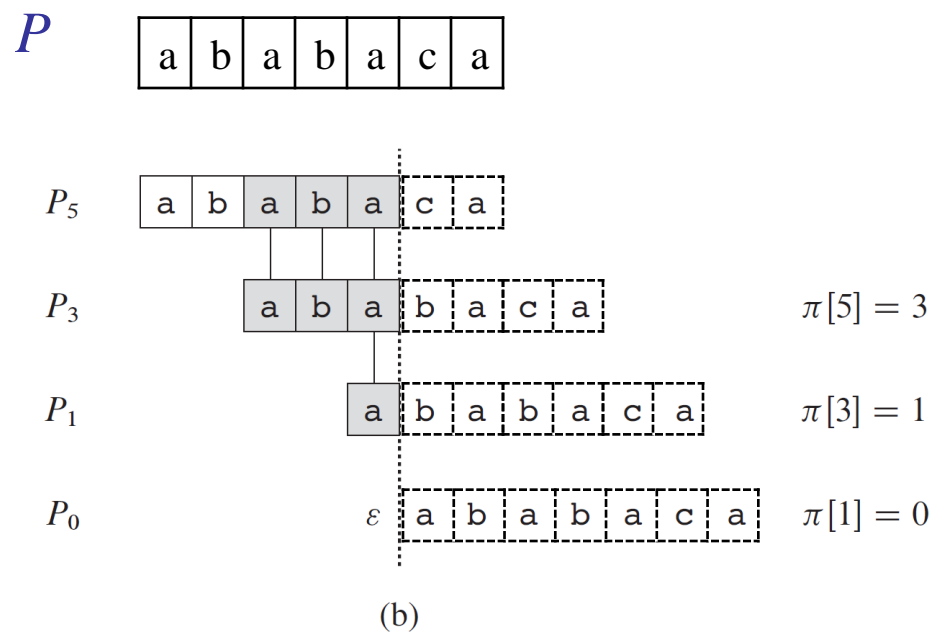 P a b a b a c a
P5 a b a b a c a
P3 a b a b a c a π[5] = 3
P1 a b a b a c a π[3] = 1
P0 ε a b a b a c a π[1] = 0
(b)